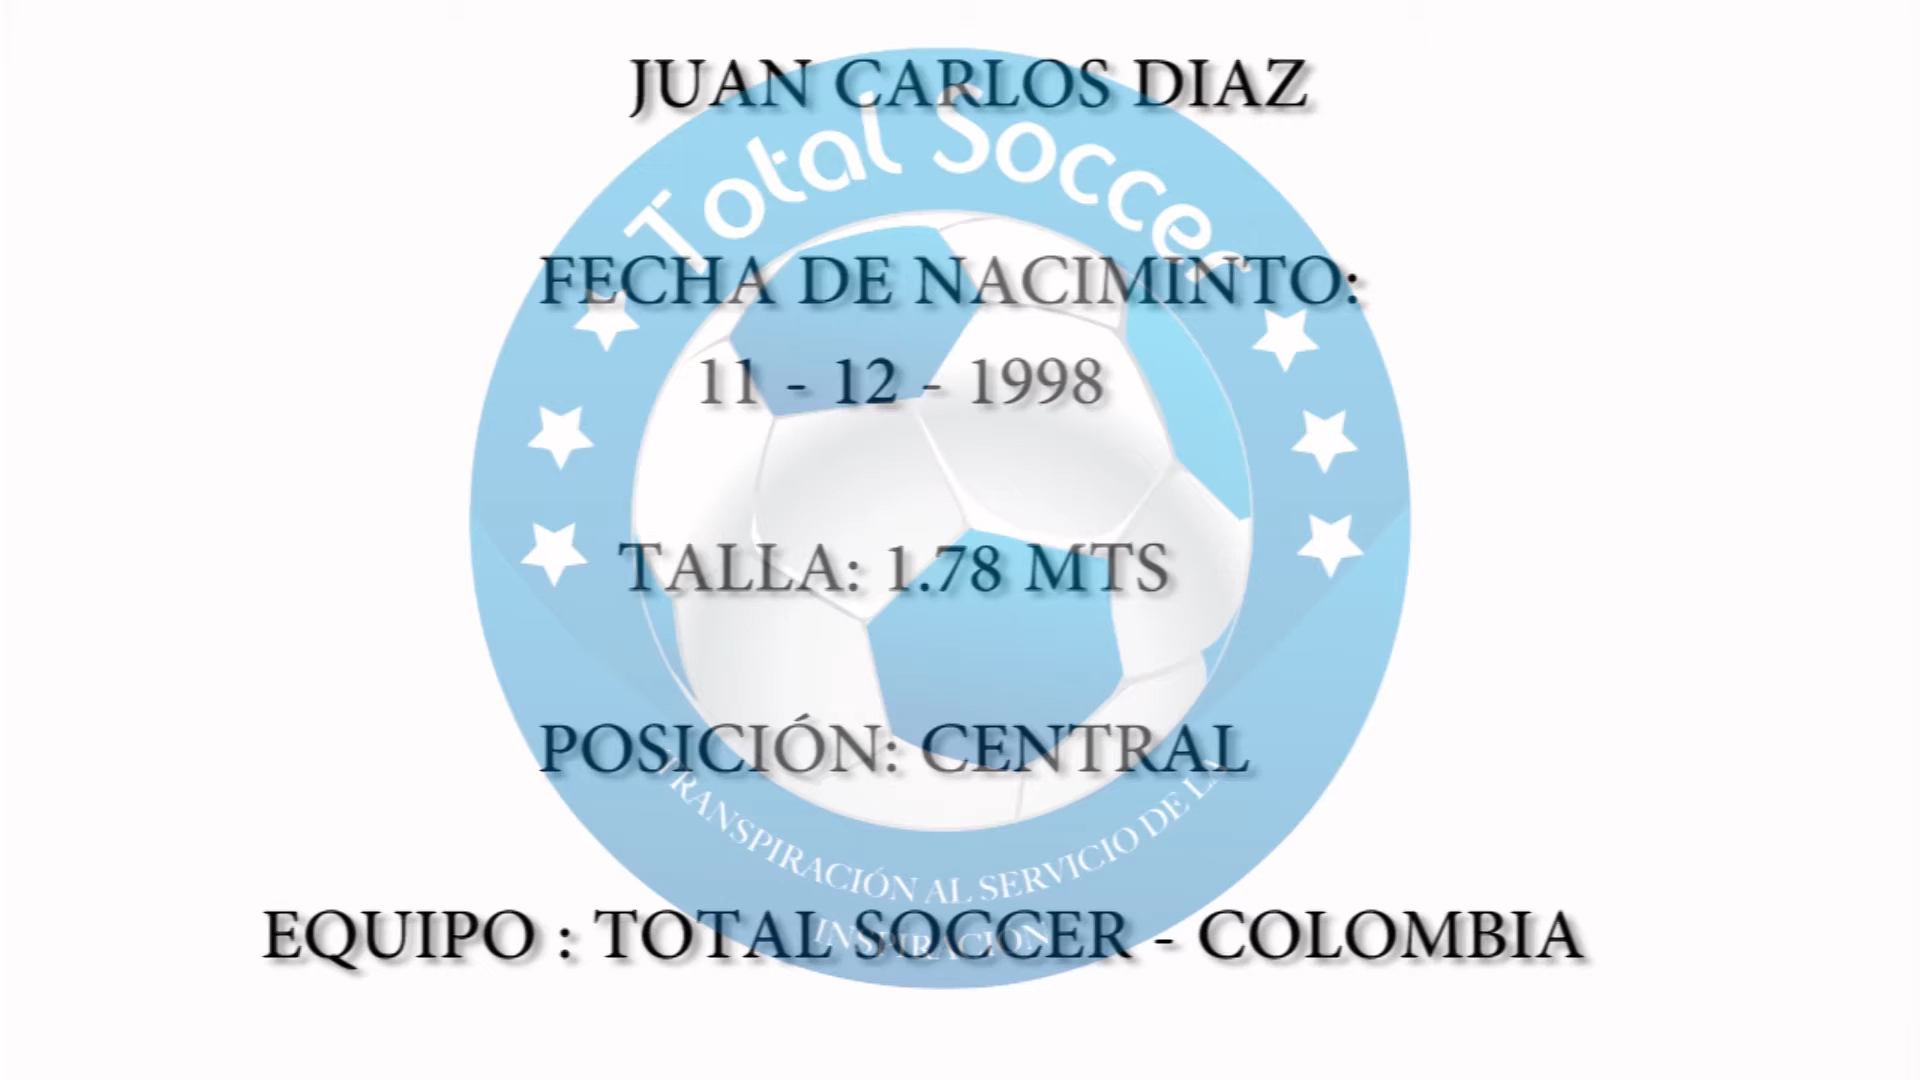 JUAN CARLOS DIAZ
Total Soccer
FECHA DE NACIMINTO:
11 - 12 - 1998
TALLA: 1.78 MTS
POSICIÓN: CENTRAL
TRANSPIRACIÓN AL SERVICIO DE LA
INSPIRACIÓN
EQUIPO : TOTAL SOCCER - COLOMBIA